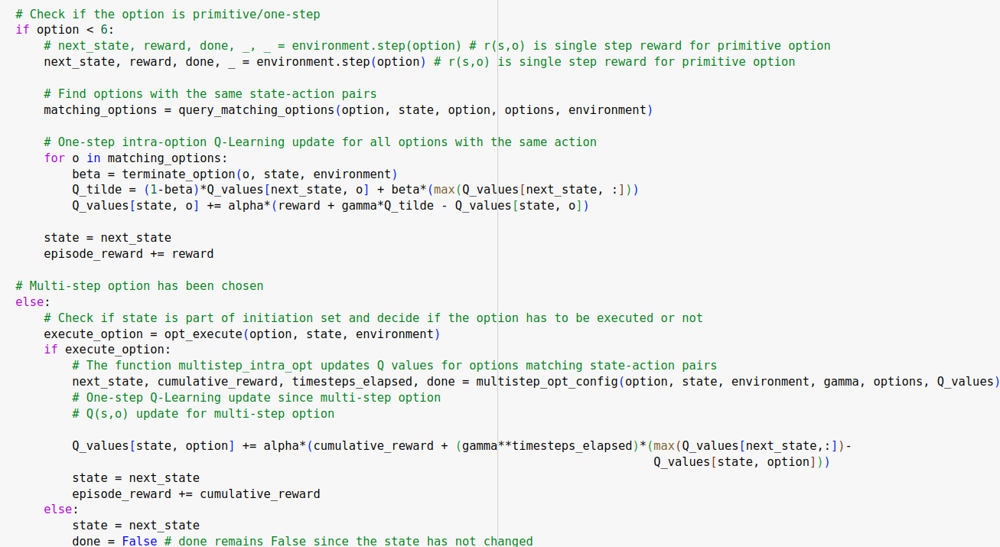 # Check if the option is primitive/one-step
if option < 6:
    # next_state, reward, done, _, _ = environment.step(option) # r(s,o) is single step reward for primitive option
    next_state, reward, done, _ = environment.step(option) # r(s,o) is single step reward for primitive option

    # Find options with the same state-action pairs
    matching_options = query_matching_options(option, state, option, options, environment)

    # One-step intra-option Q-Learning update for all options with the same action
    for o in matching_options:
        beta = terminate_option(o, state, environment)
        Q_tilde = (1-beta)*Q_values[next_state, o] + beta*(max(Q_values[next_state, :]))
        Q_values[state, o] += alpha*(reward + gamma*Q_tilde - Q_values[state, o])

    state = next_state
    episode_reward += reward

# Multi-step option has been chosen
else:
    # Check if state is part of initiation set and decide if the option has to be executed or not
    execute_option = opt_execute(option, state, environment)
    if execute_option:
        # The function multistep_intra_opt updates Q values for options matching state-action pairs
        next_state, cumulative_reward, timesteps_elapsed, done = multistep_opt_config(option, state, environment, gamma, options, Q_values)
        # One-step Q-Learning update since multi-step option
        # Q(s,o) update for multi-step option

        Q_values[state, option] += alpha*(cumulative_reward + (gamma**timesteps_elapsed)*(max(Q_values[next_state,:])-
                                                                                          Q_values[state, option]))
        state = next_state
        episode_reward += cumulative_reward
    else:
        state = next_state
        done = False # done remains False since the state has not changed